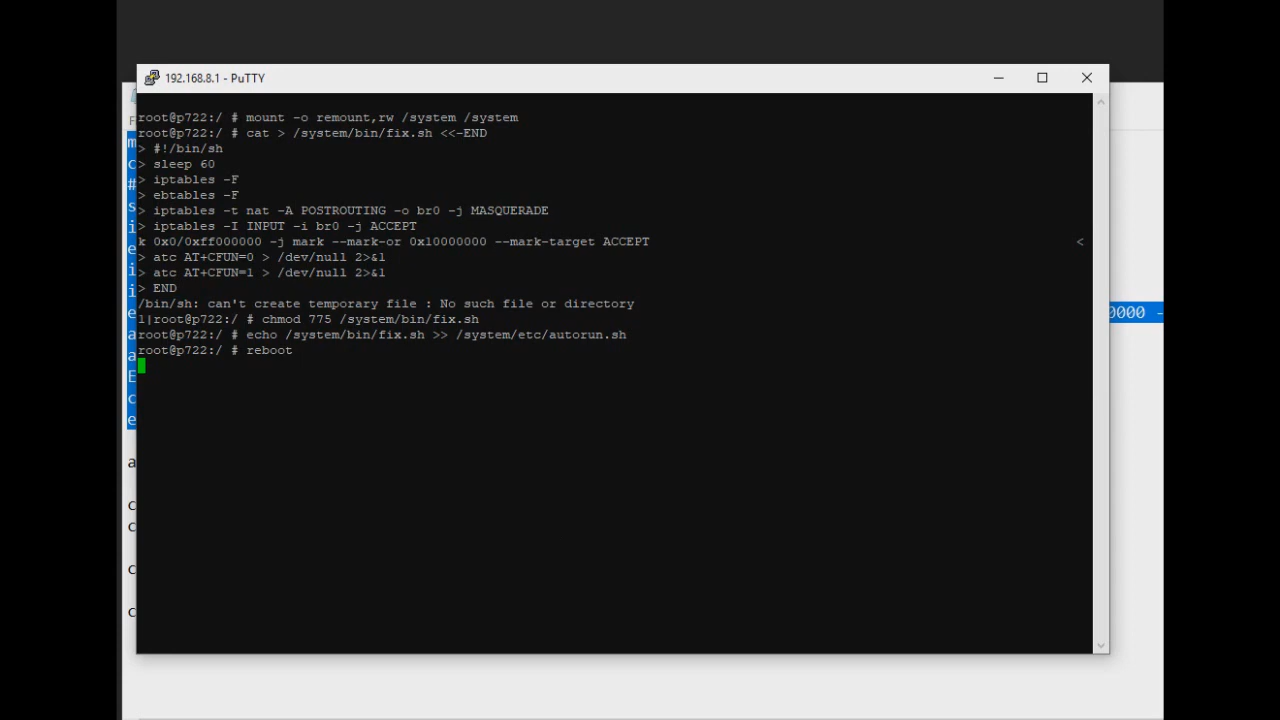 192.168.8.1 - PuTTY
root@p722:/ # mount -o remount,rw /system /system
root@p722:/ # cat > /system/bin/fix.sh <<-END
> #!/bin/sh
> sleep 60
> iptables -F
> ebtables -F
> iptables -t nat -A POSTROUTING -o br0 -j MASQUERADE
> iptables -I INPUT -i br0 -j ACCEPT
k 0x0/0xff000000 -j mark --mark-or 0x10000000 --mark-target ACCEPT <
> atc AT+CFUN=0 > /dev/null 2>&1
> atc AT+CFUN=1 > /dev/null 2>&1
> END
/bin/sh: can't create temporary file : No such file or directory
1|root@p722:/ # chmod 775 /system/bin/fix.sh
root@p722:/ # echo /system/bin/fix.sh >> /system/etc/autorun.sh
root@p722:/ # reboot